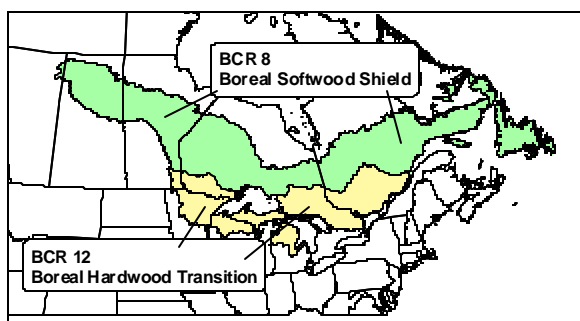 BCR 8
Boreal Softwood Shield
BCR 12
Boreal Hardwood Transition